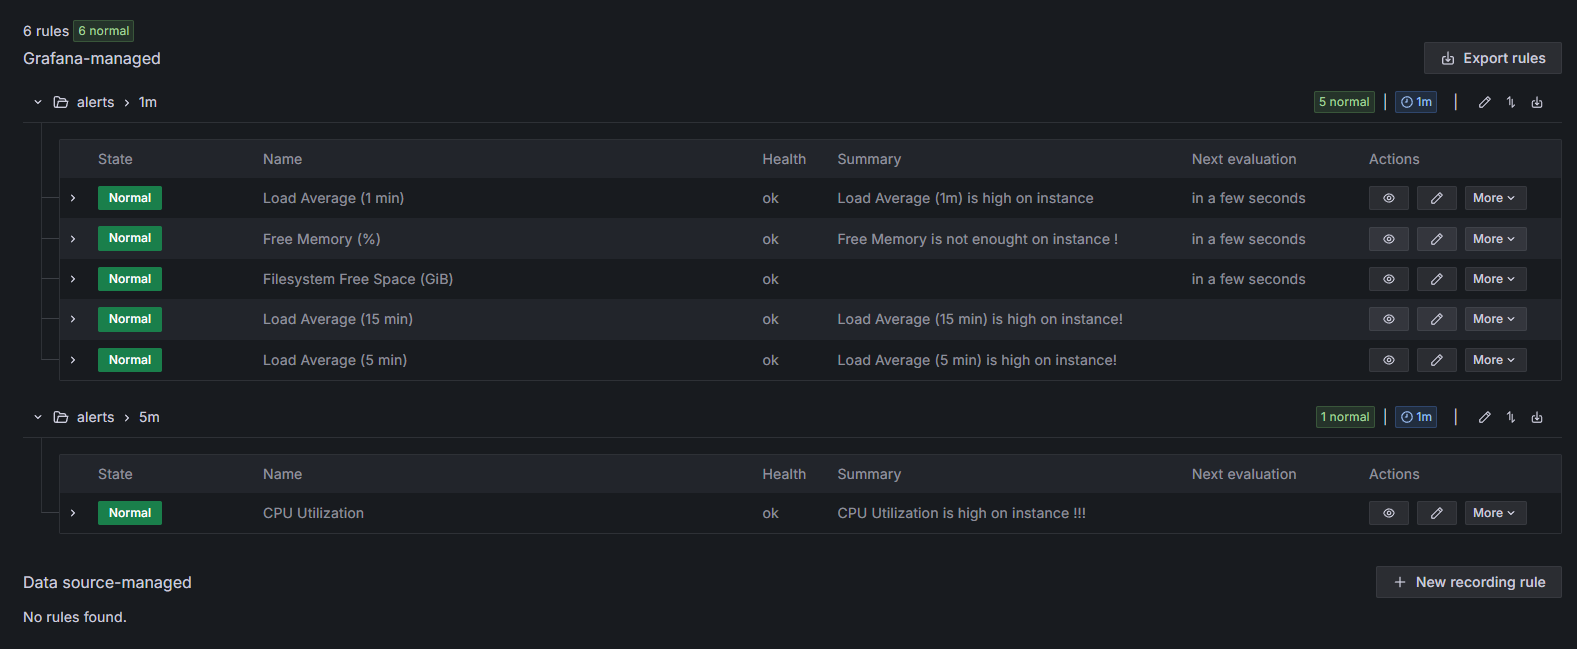 6 rules 6 normal
Grafana-managed
Export rules
alerts > 1m 5 normal 1m
State Name Health Summary Next evaluation Actions
Normal Load Average (1 min) ok Load Average (1m) is high on instance in a few seconds More
Normal Free Memory (%) ok Free Memory is not enought on instance ! in a few seconds More
Normal Filesystem Free Space (GiB) ok in a few seconds More
Normal Load Average (15 min) ok Load Average (15 min) is high on instance! More
Normal Load Average (5 min) ok Load Average (5 min) is high on instance! More
alerts > 5m 1 normal 1m
State Name Health Summary Next evaluation Actions
Normal CPU Utilization ok CPU Utilization is high on instance !!! More
Data source-managed
+ New recording rule
No rules found.